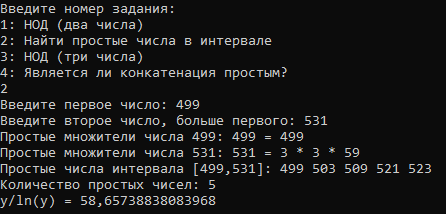 Введите номер задания:
1: НОД (два числа)
2: Найти простые числа в интервале
3: НОД (три числа)
4: Является ли конкатенация простым?
2
Введите первое число: 499
Введите второе число, больше первого: 531
Простые множители числа 499: 499 = 499
Простые множители числа 531: 531 = 3 * 3 * 59
Простые числа интервала [499,531]: 499 503 509 521 523
Количество простых чисел: 5
y/ln(y) = 58,65738838083968